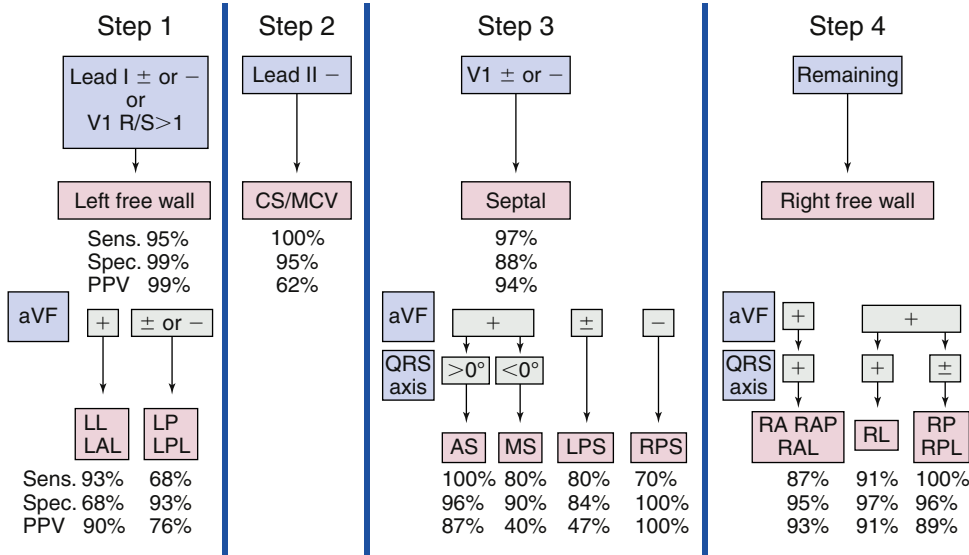 Step 1
Lead I ± or −
or
V1 R/S>1
Left free wall
Sens. 95%
Spec. 99%
PPV 99%
aVF
+
± or −
LL
LAL
LP
LPL
Sens. 93% 68%
Spec. 68% 93%
PPV 90% 76%
Step 2
Lead II −
CS/MCV
100%
95%
62%
Step 3
V1 ± or −
Septal
97%
88%
94%
aVF
+
±
−
QRS
axis
>0°
<0°
AS
MS
LPS
RPS
100% 80% 80% 70%
96% 90% 84% 100%
87% 40% 47% 100%
Step 4
Remaining
Right free wall
aVF
+
+
QRS
axis
+
+
±
RA RAP
RAL
RL
RP
RPL
87% 91% 100%
95% 97% 96%
93% 91% 89%